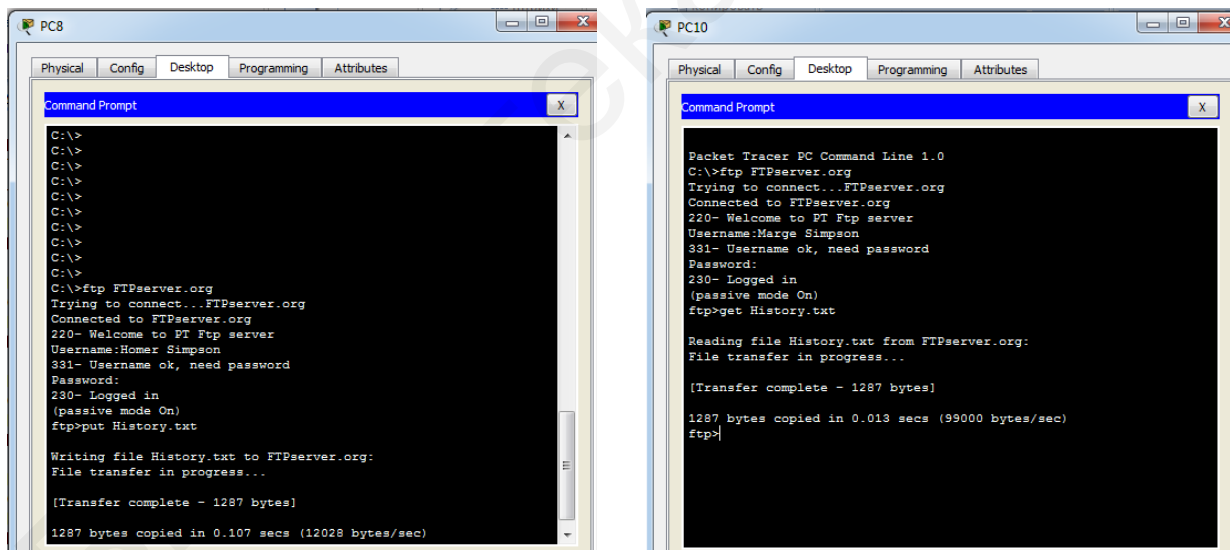 PC8
Physical Config Desktop Programming Attributes
Command Prompt
X
C:\>
C:\>
C:\>
C:\>
C:\>
C:\>
C:\>
C:\>
C:\>
C:\>
C:\>ftp FTPserver.org
Trying to connect...FTPserver.org
Connected to FTPserver.org
220- Welcome to PT Ftp server
Username:Homer Simpson
331- Username ok, need password
Password:
230- Logged in
(passive mode On)
ftp>put History.txt
Writing file History.txt to FTPserver.org:
File transfer in progress...
[Transfer complete - 1287 bytes]
1287 bytes copied in 0.107 secs (12028 bytes/sec)
PC10
Physical Config Desktop Programming Attributes
Command Prompt
X
Packet Tracer PC Command Line 1.0
C:\>ftp FTPserver.org
Trying to connect...FTPserver.org
Connected to FTPserver.org
220- Welcome to PT Ftp server
Username:Marge Simpson
331- Username ok, need password
Password:
230- Logged in
(passive mode On)
ftp>get History.txt
Reading file History.txt from FTPserver.org:
File transfer in progress...
[Transfer complete - 1287 bytes]
1287 bytes copied in 0.013 secs (99000 bytes/sec)
ftp>